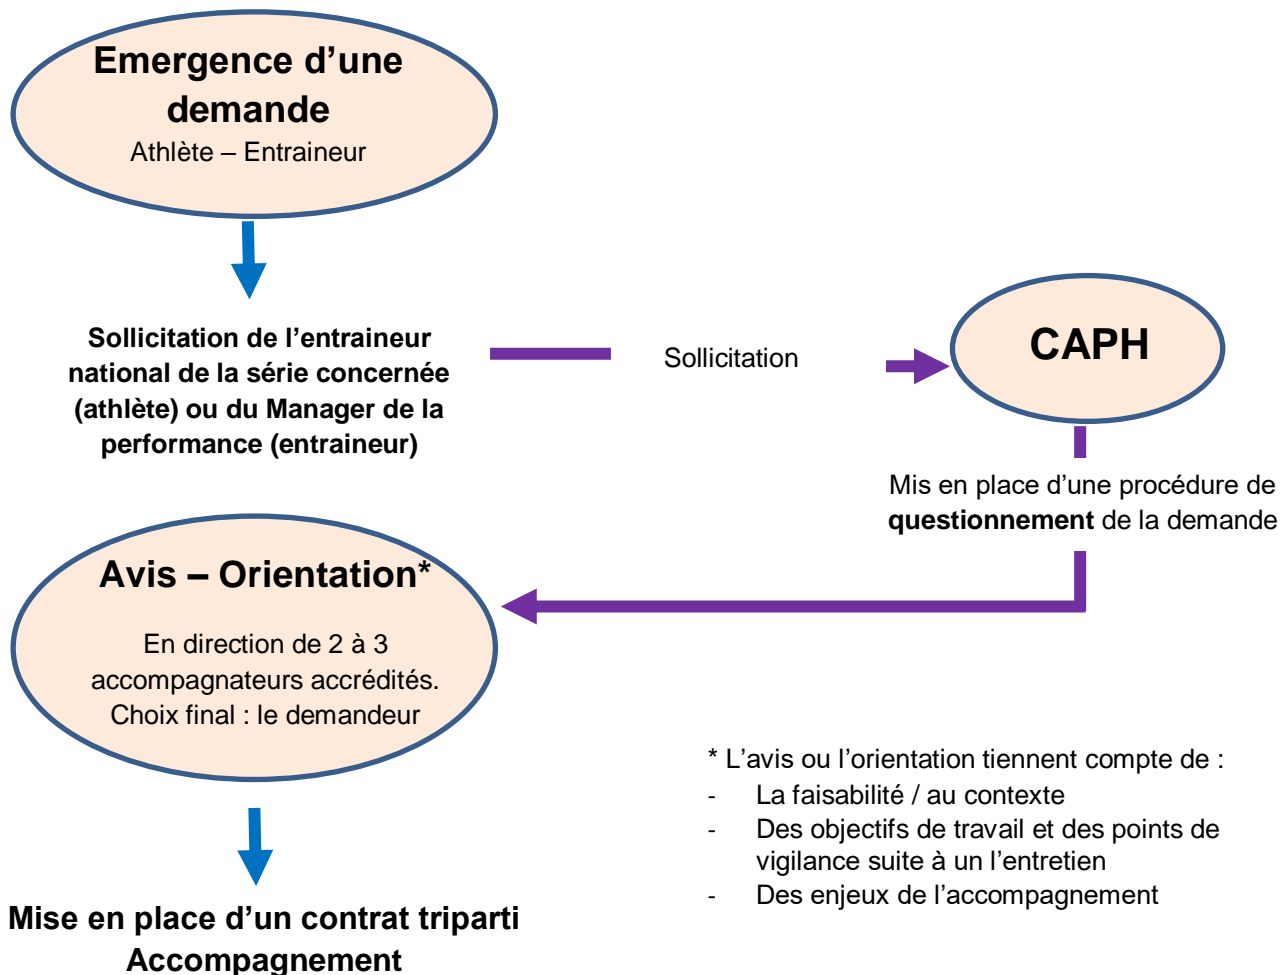 Emergence d’une
demande
Athlète – Entraineur
Sollicitation de l’entraineur
national de la série concernée
(athlète) ou du Manager de la
performance (entraineur)
Sollicitation
CAPH
Mis en place d’une procédure de
questionnement de la demande
Avis – Orientation*
En direction de 2 à 3
accompagnateurs accrédités.
Choix final : le demandeur
* L’avis ou l’orientation tiennent compte de :
- La faisabilité / au contexte
- Des objectifs de travail et des points de
vigilance suite à un l’entretien
- Des enjeux de l’accompagnement
Mise en place d’un contrat triparti
Accompagnement